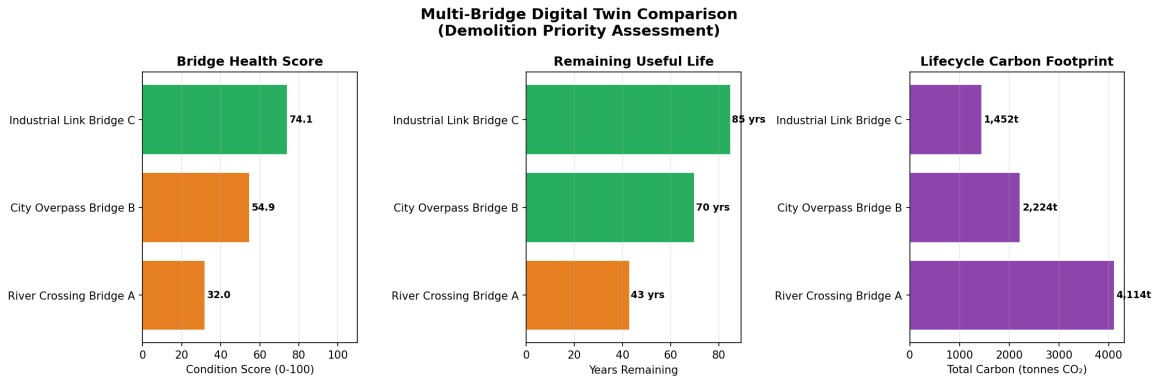 Multi-Bridge Digital Twin Comparison
(Demolition Priority Assessment)
Bridge Health Score
Industrial Link Bridge C
74.1
City Overpass Bridge B
54.9
River Crossing Bridge A
32.0
0 20 40 60 80 100
Condition Score (0-100)
Remaining Useful Life
Industrial Link Bridge C
85 yrs
City Overpass Bridge B
70 yrs
River Crossing Bridge A
43 yrs
0 20 40 60 80
Years Remaining
Lifecycle Carbon Footprint
Industrial Link Bridge C
1,452t
City Overpass Bridge B
2,224t
River Crossing Bridge A
4,114t
0 1000 2000 3000 4000
Total Carbon (tonnes CO₂)